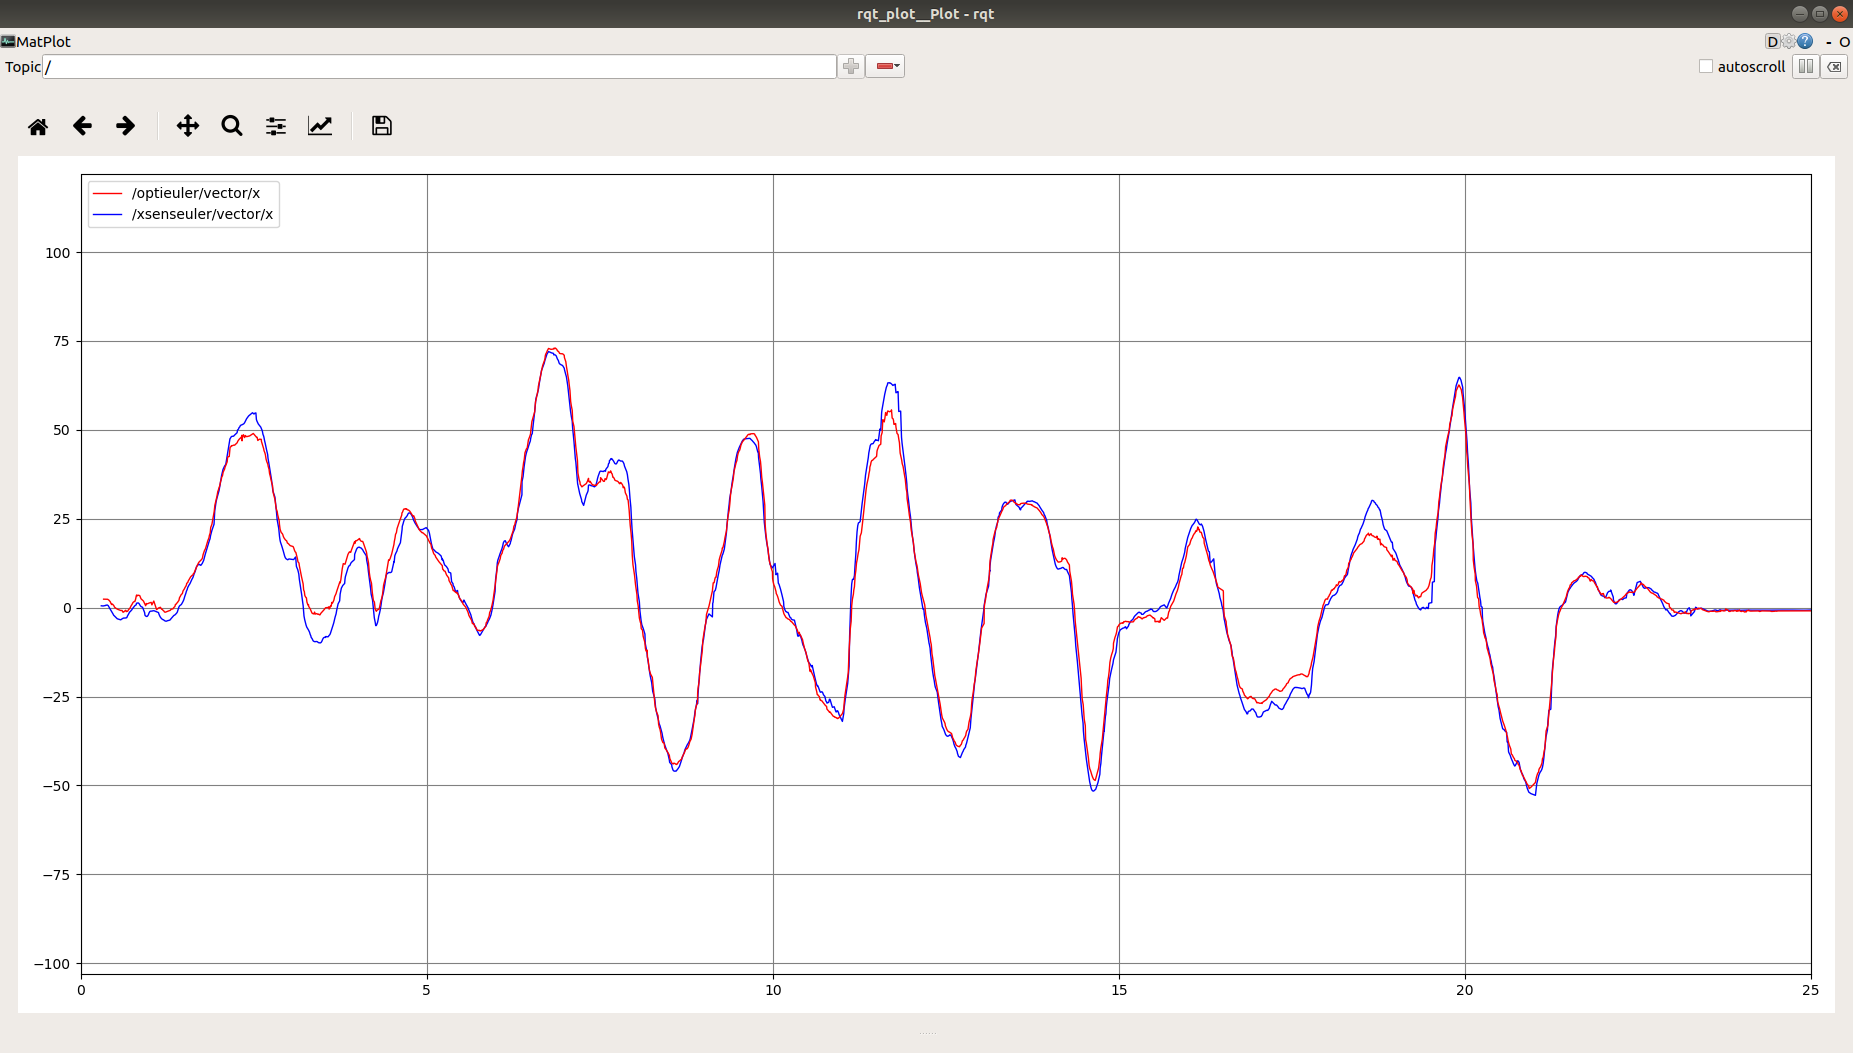 rqt_plot__Plot - rqt
MatPlot
D ? - O
Topic /
autoscroll
/optieuler/vector/x
/xsenseuler/vector/x
100
75
50
25
0
−25
−50
−75
−100
0 5 10 15 20 25